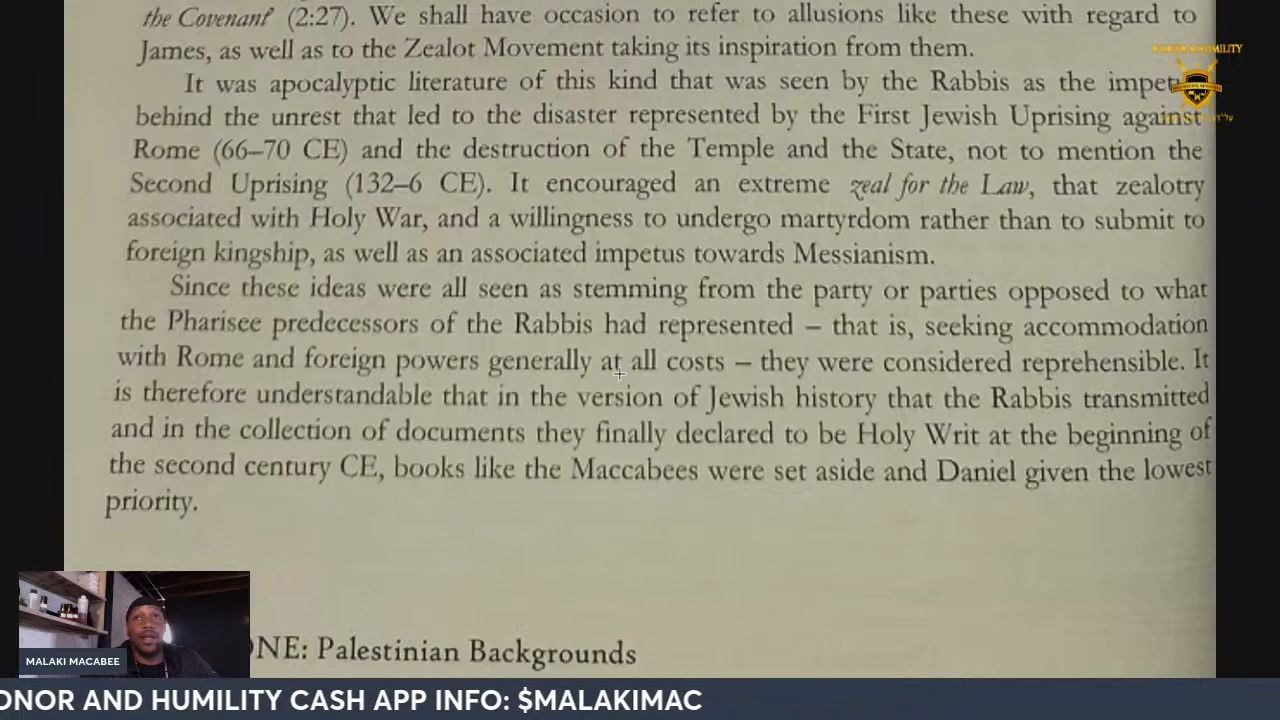 the Covenant' (2:27). We shall have occasion to refer to allusions like these with regard to
James, as well as to the Zealot Movement taking its inspiration from them.
It was apocalyptic literature of this kind that was seen by the Rabbis as the impetus
behind the unrest that led to the disaster represented by the First Jewish Uprising against
Rome (66–70 CE) and the destruction of the Temple and the State, not to mention the
Second Uprising (132–6 CE). It encouraged an extreme zeal for the Law, that zealotry
associated with Holy War, and a willingness to undergo martyrdom rather than to submit to
foreign kingship, as well as an associated impetus towards Messianism.
Since these ideas were all seen as stemming from the party or parties opposed to what
the Pharisee predecessors of the Rabbis had represented – that is, seeking accommodation
with Rome and foreign powers generally at all costs – they were considered reprehensible. It
is therefore understandable that in the version of Jewish history that the Rabbis transmitted
and in the collection of documents they finally declared to be Holy Writ at the beginning of
the second century CE, books like the Maccabees were set aside and Daniel given the lowest
priority.
ONE: Palestinian Backgrounds
MALAKI MACABEE
ONOR AND HUMILITY CASH APP INFO: $MALAKIMAC